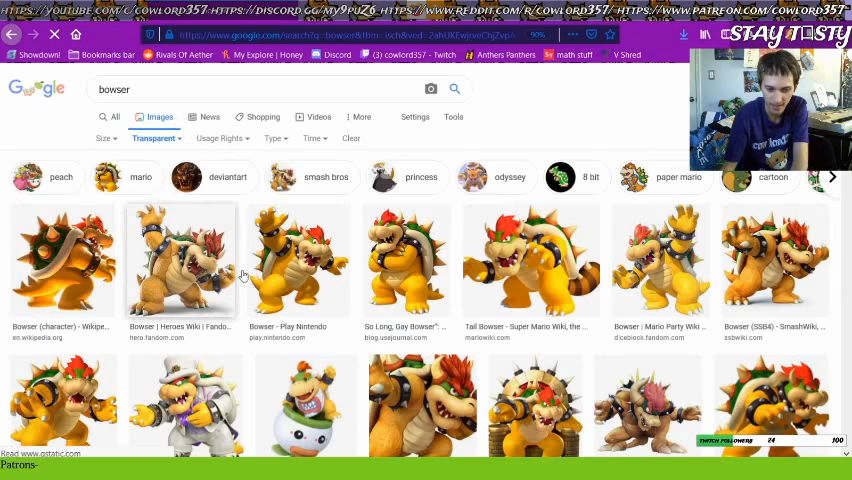 HTTPS://YOUTUBE.COM/C/COWLORD357 HTTPS://DISCORD.GG/MY9PUZ6 HTTPS://WWW.REDDIT.COM/R/COWLORD357/ HTTPS://WWW.PATREON.COM/COWLORD357
STAY TASTY
90%
Showdown! Bookmarks bar Rivals Of Aether My Explore | Honey Discord (3) cowlord357 - Twitch Anthers Panthers math stuff V Shred
Google bowser
All Images News Shopping Videos More Settings Tools
Size Transparent Usage Rights Type Time Clear
peach mario deviantart smash bros princess odyssey 8 bit paper mario cartoon
Bowser (character) - Wikipe... Bowser | Heroes Wiki | Fando... Bowser - Play Nintendo So Long, Gay Bowser": ... Tail Bowser - Super Mario Wiki, the ... Bowser | Mario Party Wiki ... Bowser (SSB4) - SmashWiki, ...
en.wikipedia.org hero.fandom.com play.nintendo.com blog.usejournal.com mariowiki.com diceblock.fandom.com ssbwiki.com
TWITCH FOLLOWERS 24 100
Read www.gstatic.com
Patrons-